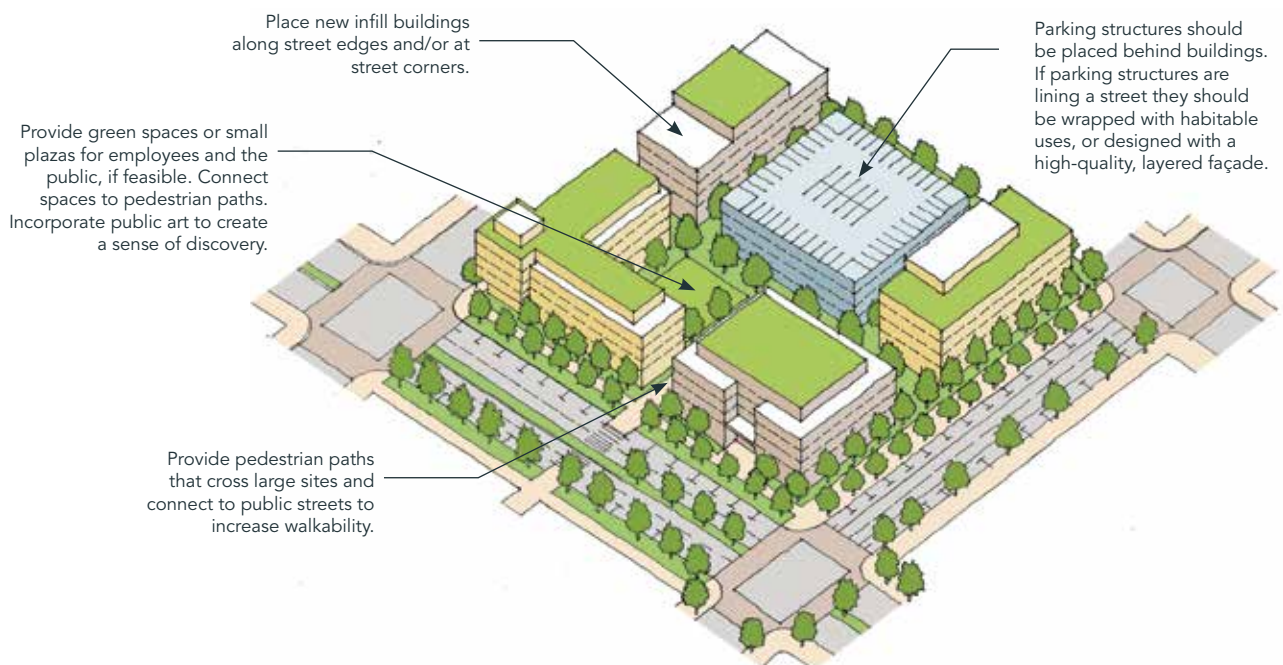 Place new infill buildings
along street edges and/or at
street corners.
Parking structures should
be placed behind buildings.
If parking structures are
lining a street they should
be wrapped with habitable
uses, or designed with a
high-quality, layered façade.
Provide green spaces or small
plazas for employees and the
public, if feasible. Connect
spaces to pedestrian paths.
Incorporate public art to create
a sense of discovery.
Provide pedestrian paths
that cross large sites and
connect to public streets to
increase walkability.